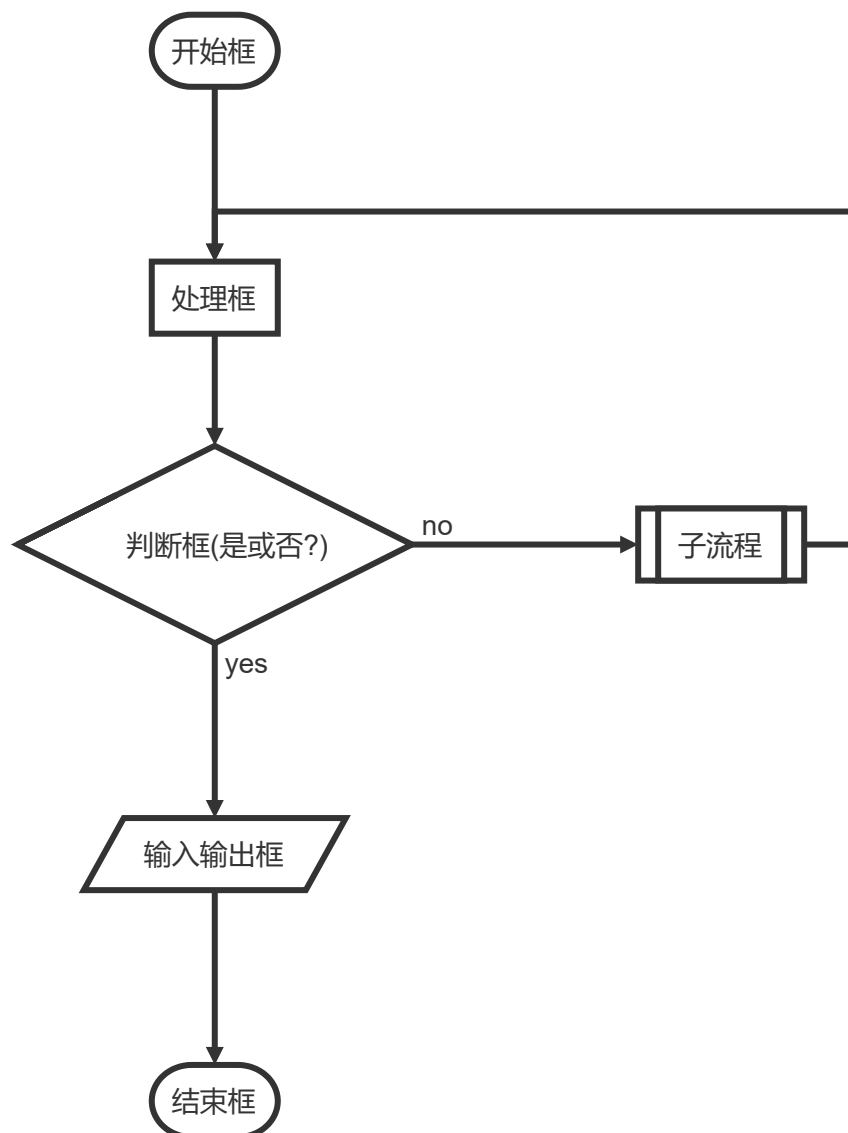 开始框
处理框
判断框(是或否?)
no
子流程
yes
输入输出框
结束框